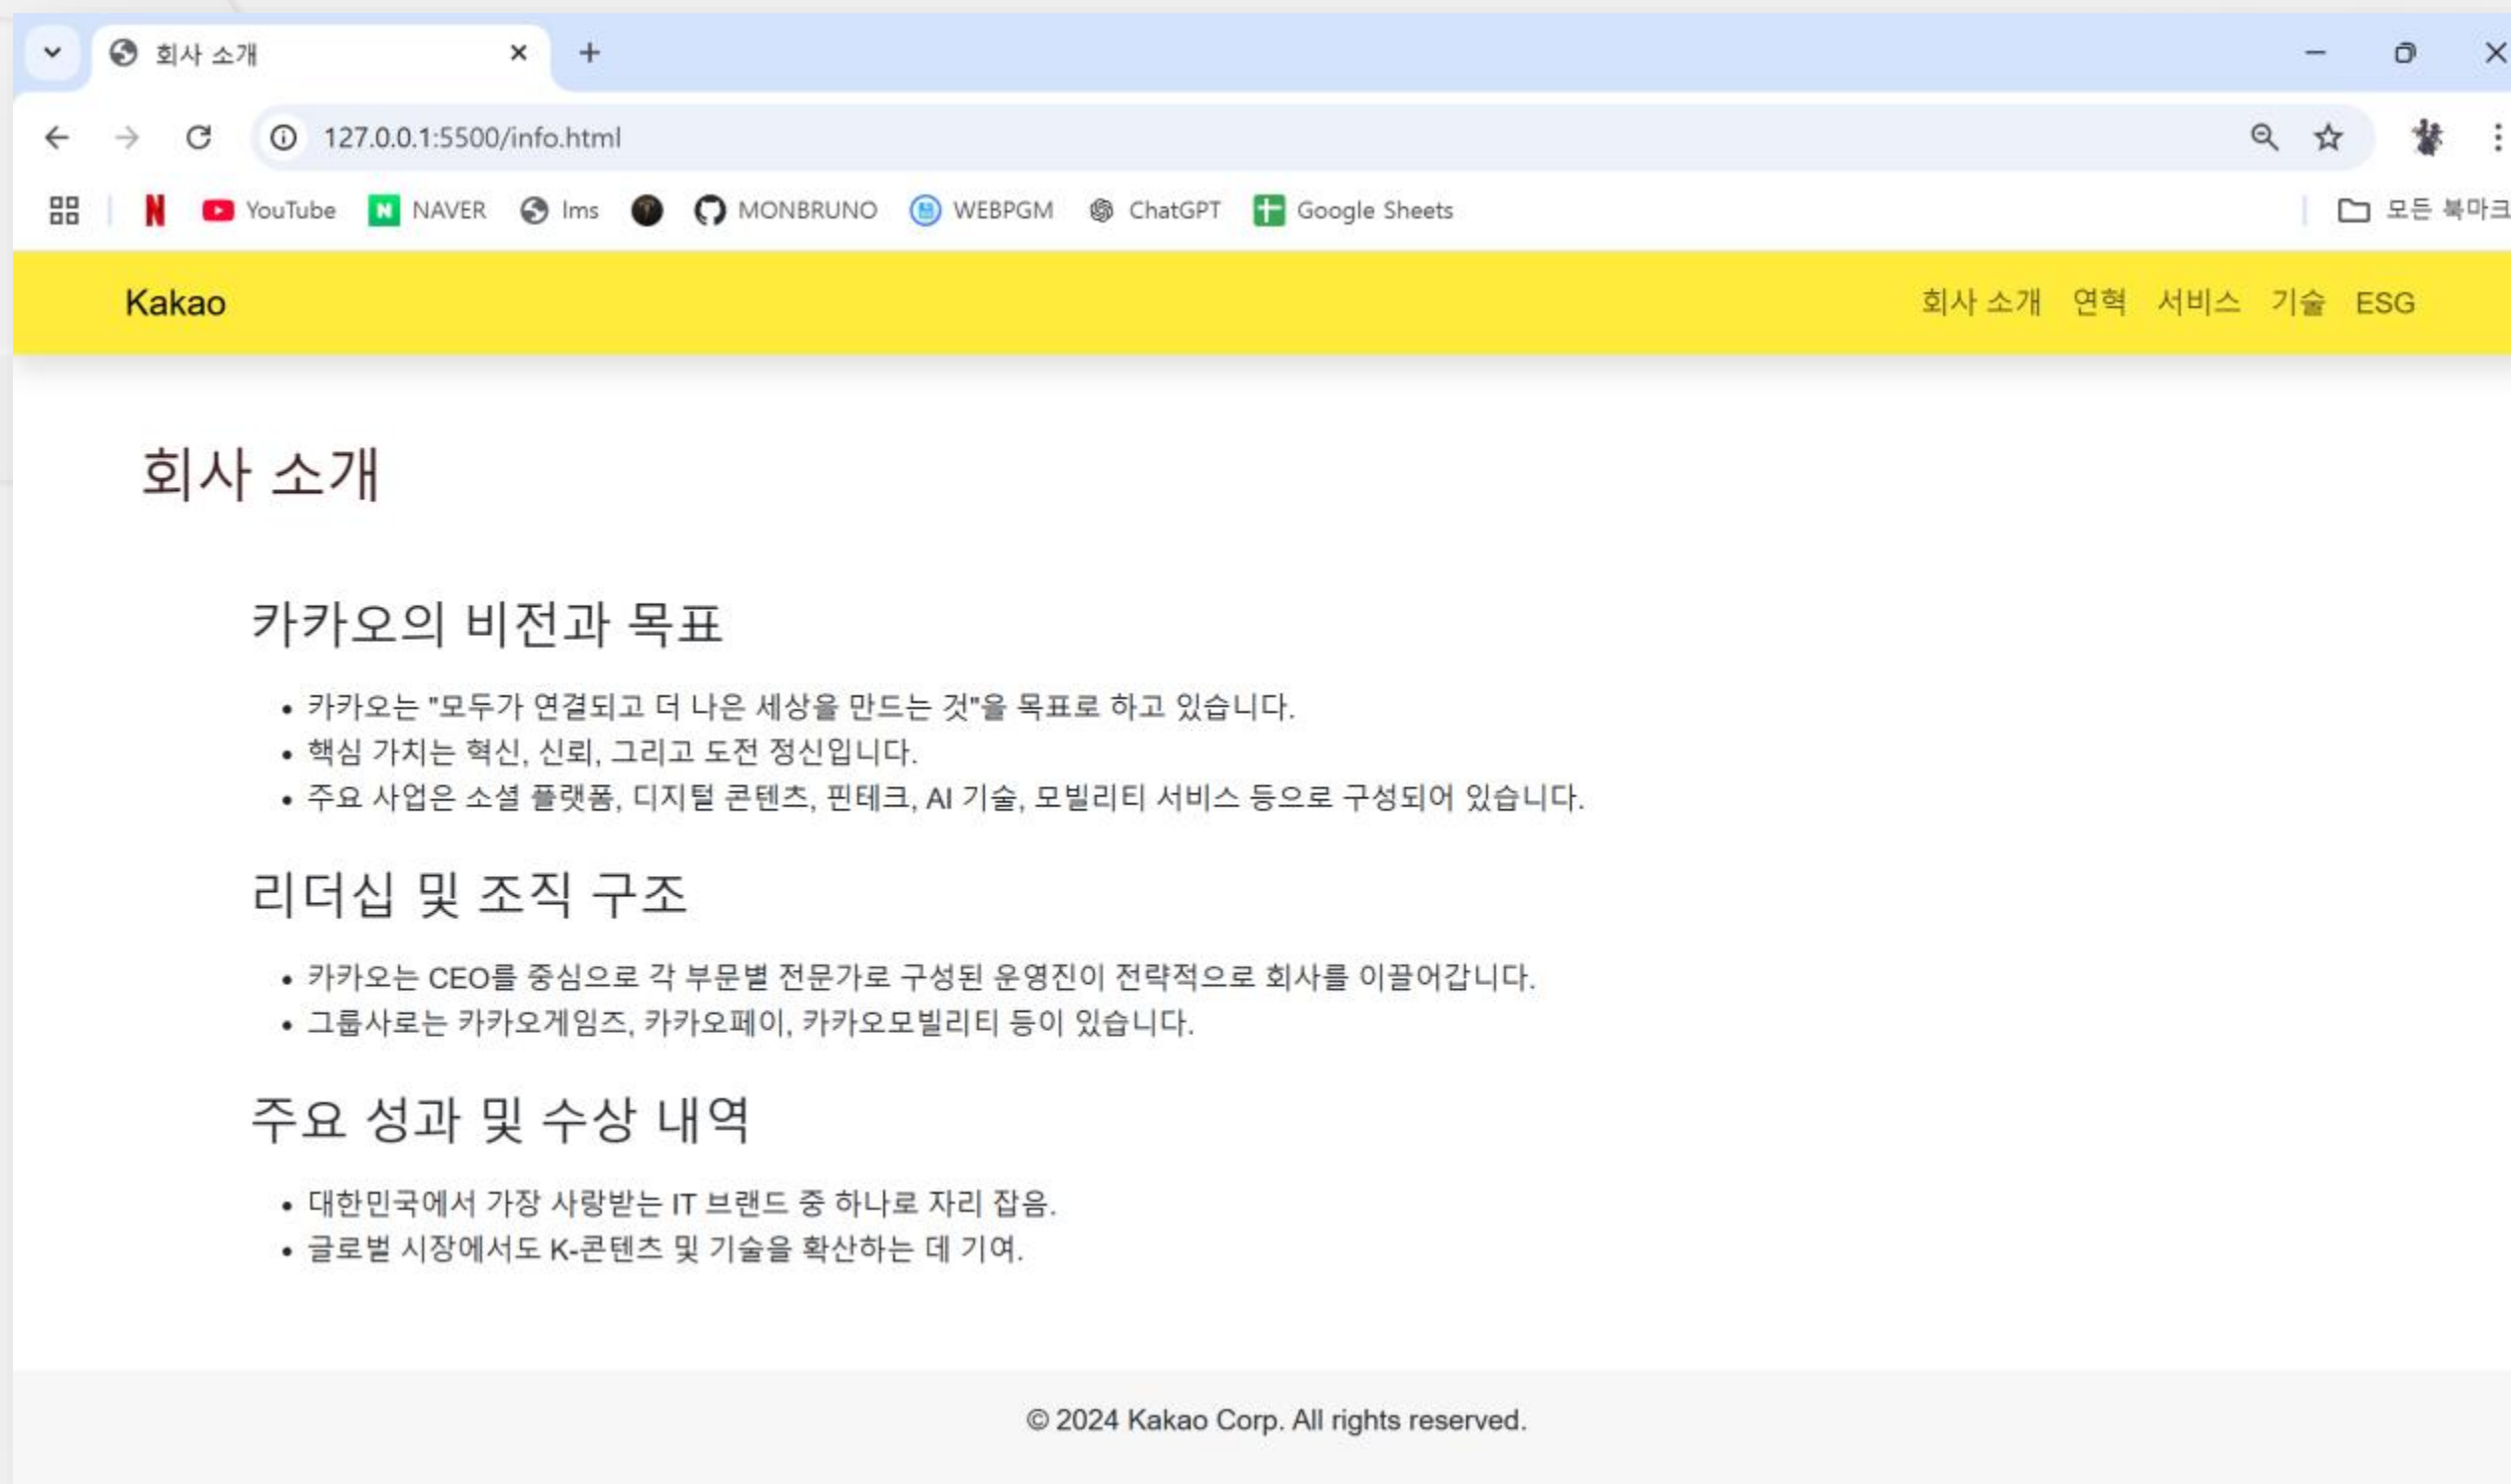 회사 소개
127.0.0.1:5500/info.html
YouTube NAVER lms MONBRUNO WEBPGM ChatGPT Google Sheets 모든 북마크
Kakao 회사 소개 연혁 서비스 기술 ESG
회사 소개
카카오의 비전과 목표
• 카카오는 "모두가 연결되고 더 나은 세상을 만드는 것"을 목표로 하고 있습니다.
• 핵심 가치는 혁신, 신뢰, 그리고 도전 정신입니다.
• 주요 사업은 소셜 플랫폼, 디지털 콘텐츠, 핀테크, AI 기술, 모빌리티 서비스 등으로 구성되어 있습니다.
리더십 및 조직 구조
• 카카오는 CEO를 중심으로 각 부문별 전문가로 구성된 운영진이 전략적으로 회사를 이끌어갑니다.
• 그룹사로는 카카오게임즈, 카카오페이, 카카오모빌리티 등이 있습니다.
주요 성과 및 수상 내역
• 대한민국에서 가장 사랑받는 IT 브랜드 중 하나로 자리 잡음.
• 글로벌 시장에서도 K-콘텐츠 및 기술을 확산하는 데 기여.
© 2024 Kakao Corp. All rights reserved.